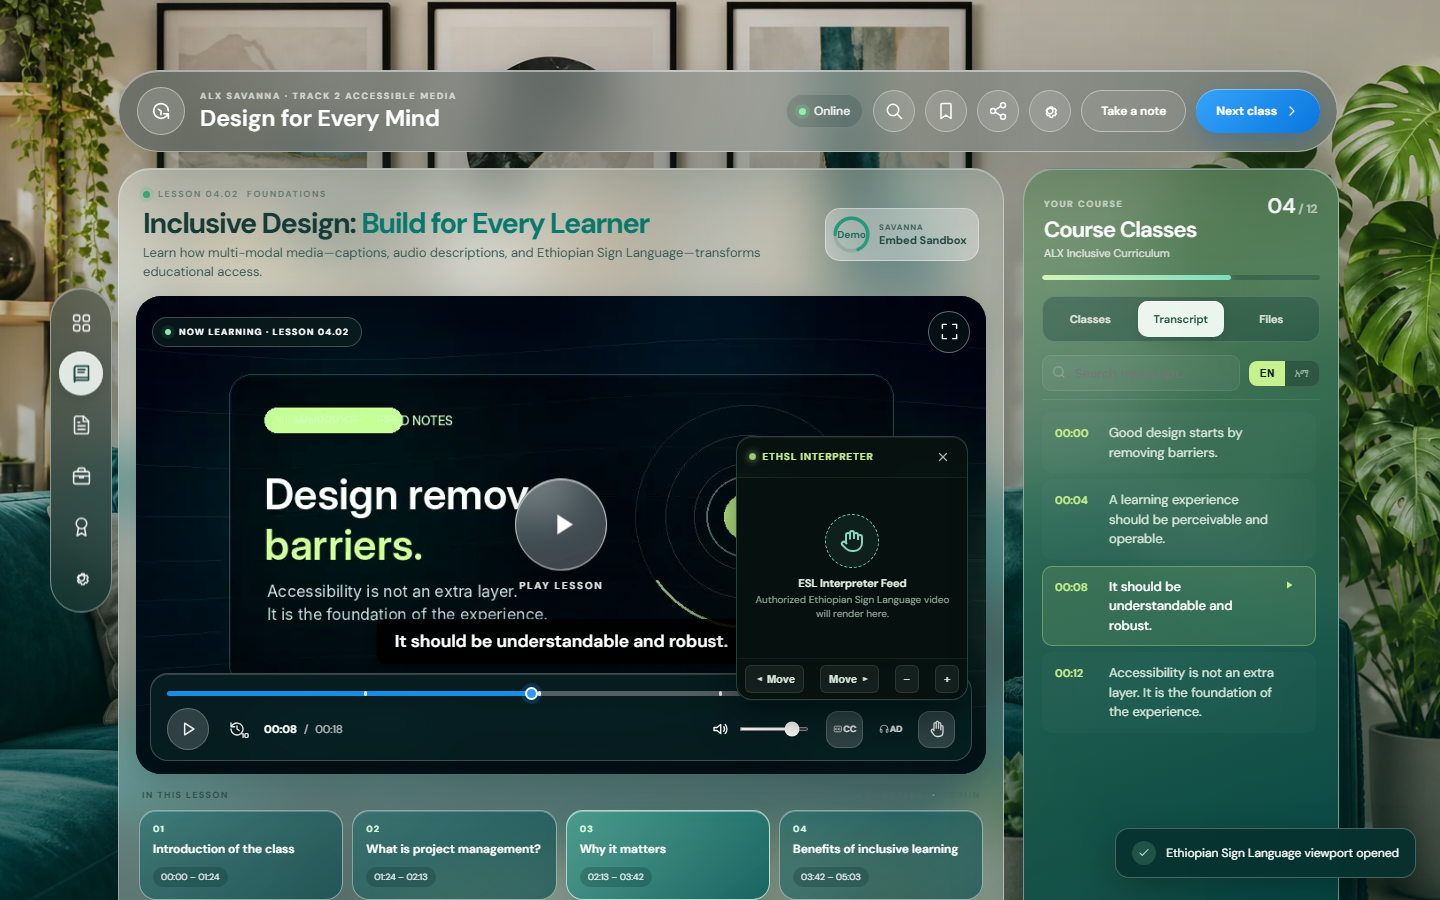 ALX SAVANNA · TRACK 2 ACCESSIBLE MEDIA
Design for Every Mind
Online
Take a note
Next class
LESSON 04.02 FOUNDATIONS
Inclusive Design: Build for Every Learner
Learn how multi-modal media—captions, audio descriptions, and Ethiopian Sign Language—transforms
educational access.
Demo
SAVANNA
Embed Sandbox
NOW LEARNING · LESSON 04.02
D NOTES
Design remov
barriers.
Accessibility is not an extra layer.
It is the foundation of the experience.
PLAY LESSON
It should be understandable and robust.
ETHSL INTERPRETER
ESL Interpreter Feed
Authorized Ethiopian Sign Language video
will render here.
◂ Move
Move ▸
−
+
10
00:08 / 00:18
CC
AD
IN THIS LESSON
MIN
01
Introduction of the class
00:00 – 01:24
02
What is project management?
01:24 – 02:13
03
Why it matters
02:13 – 03:42
04
Benefits of inclusive learning
03:42 – 05:03
YOUR COURSE
04 / 12
Course Classes
ALX Inclusive Curriculum
Classes
Transcript
Files
Search
EN
አማ
00:00
Good design starts by
removing barriers.
00:04
A learning experience
should be perceivable and
operable.
00:08
It should be
understandable and
robust.
00:12
Accessibility is not an extra
layer. It is the foundation of
the experience.
Ethiopian Sign Language viewport opened